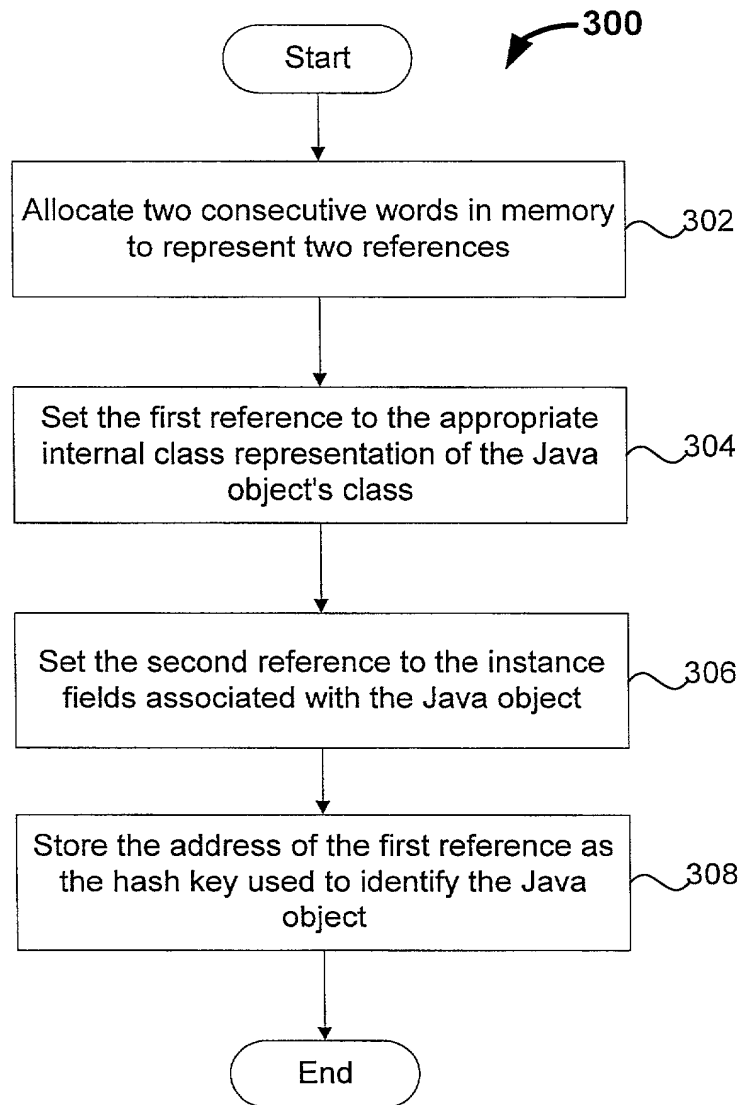 300
Start
Allocate two consecutive words in memory
to represent two references
302
Set the first reference to the appropriate
internal class representation of the Java
object's class
304
Set the second reference to the instance
fields associated with the Java object
306
Store the address of the first reference as
the hash key used to identify the Java
object
308
End